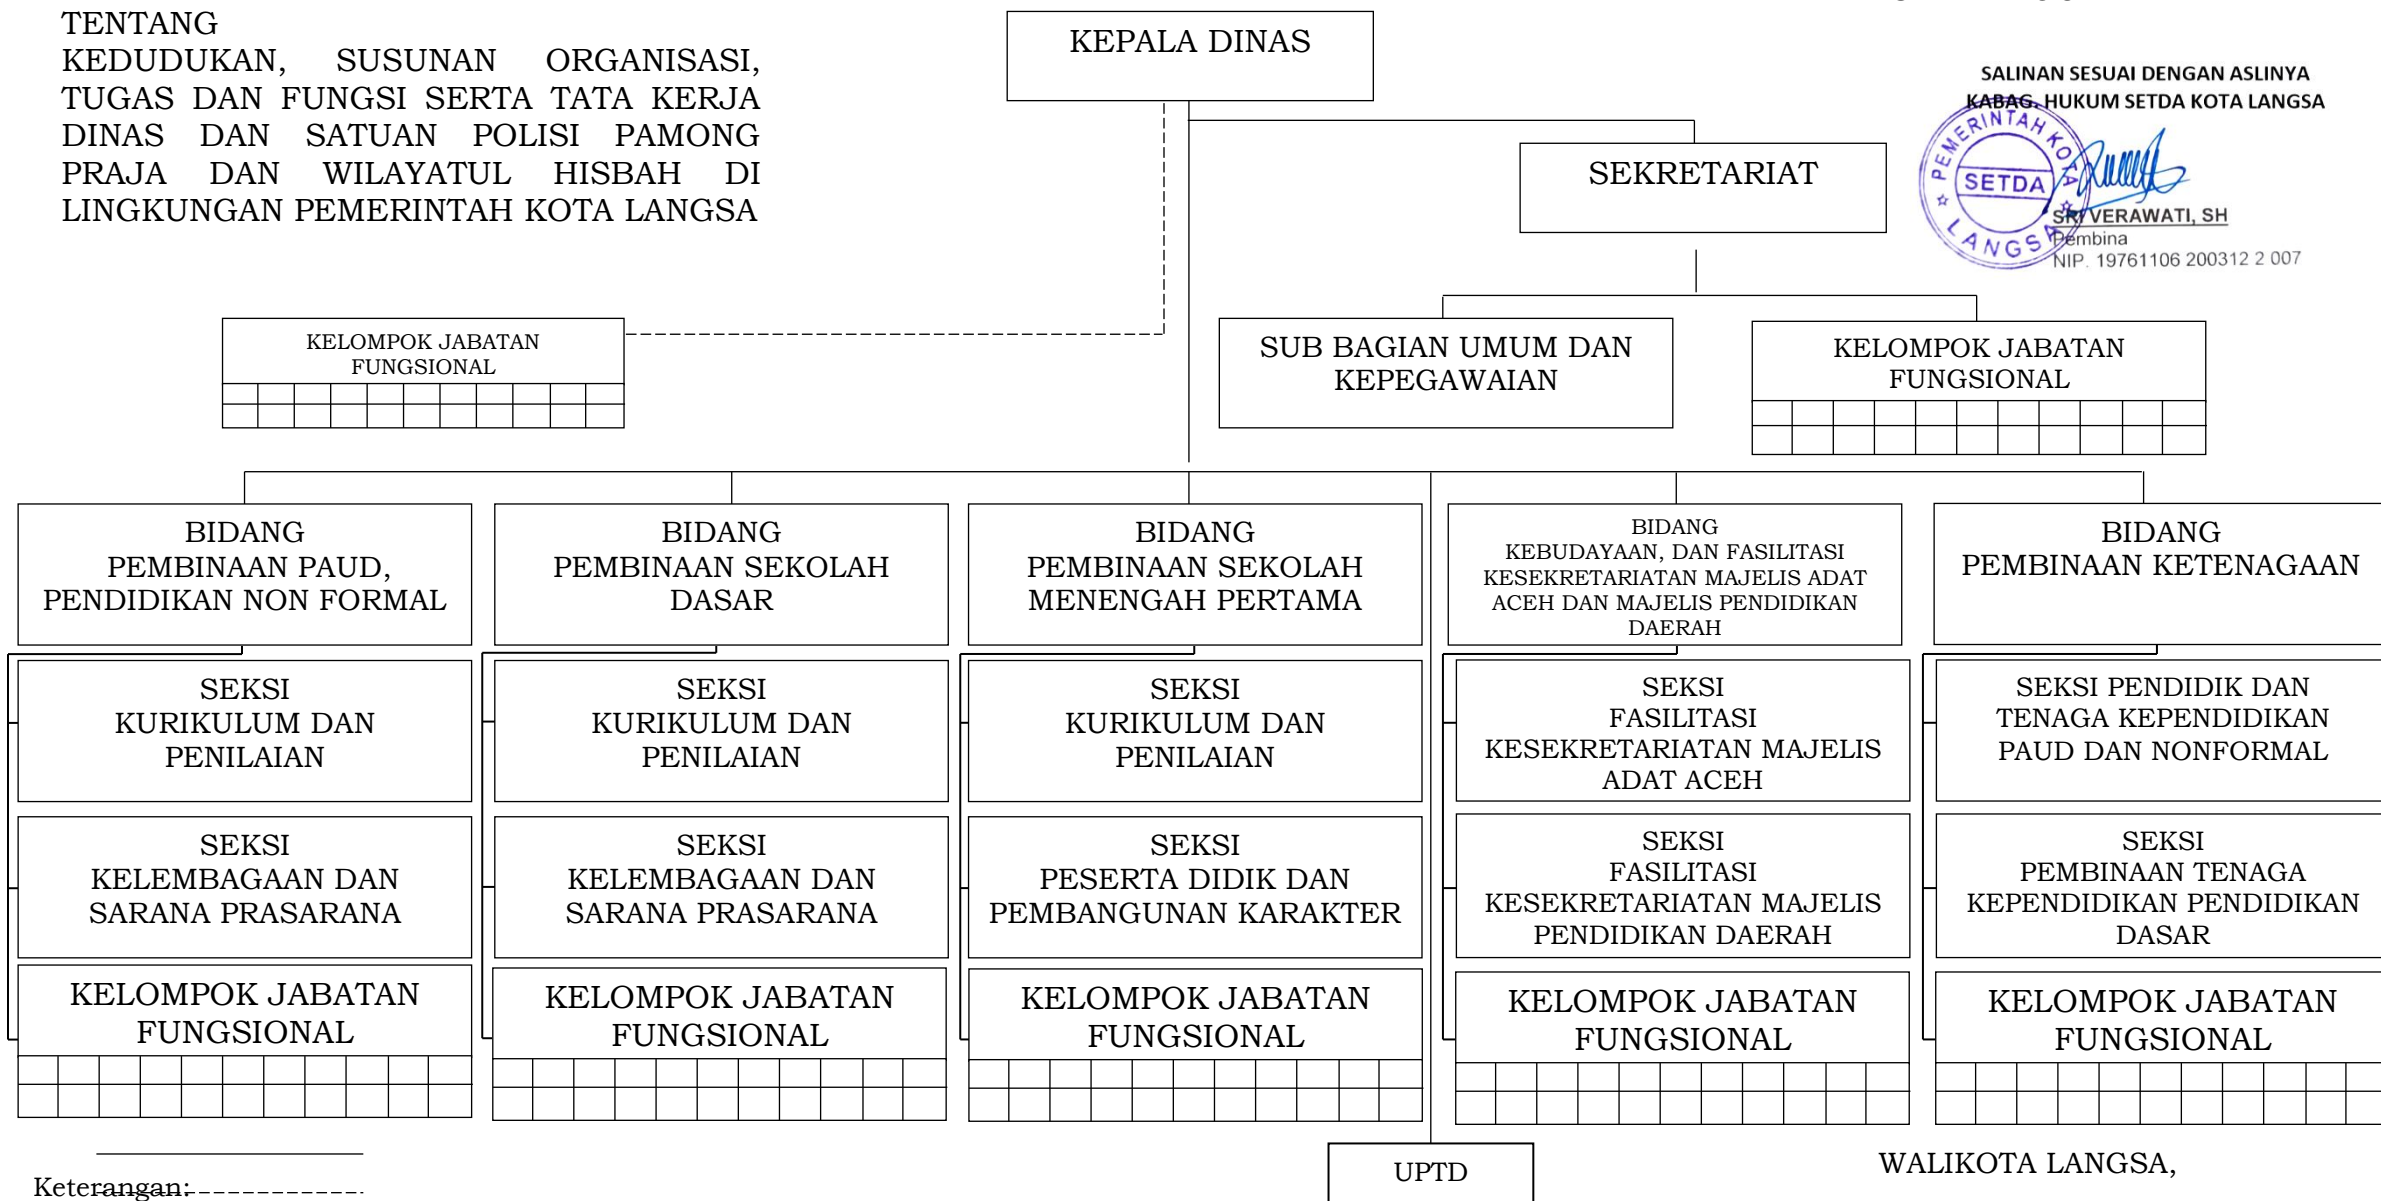 TENTANG
KEDUDUKAN, SUSUNAN ORGANISASI,
TUGAS DAN FUNGSI SERTA TATA KERJA
DINAS DAN SATUAN POLISI PAMONG
PRAJA DAN WILAYATUL HISBAH DI
LINGKUNGAN PEMERINTAH KOTA LANGSA
KEPALA DINAS
SALINAN SESUAI DENGAN ASLINYA
KABAG. HUKUM SETDA KOTA LANGSA
PEMERINTAH KOTA
SETDA
LANGSA
SRI VERAWATI, SH
Pembina
NIP. 19761106 200312 2 007
SEKRETARIAT
KELOMPOK JABATAN
FUNGSIONAL
SUB BAGIAN UMUM DAN
KEPEGAWAIAN
KELOMPOK JABATAN
FUNGSIONAL
BIDANG
PEMBINAAN PAUD,
PENDIDIKAN NON FORMAL
BIDANG
PEMBINAAN SEKOLAH
DASAR
BIDANG
PEMBINAAN SEKOLAH
MENENGAH PERTAMA
BIDANG
KEBUDAYAAN, DAN FASILITASI
KESEKRETARIATAN MAJELIS ADAT
ACEH DAN MAJELIS PENDIDIKAN
DAERAH
BIDANG
PEMBINAAN KETENAGAAN
SEKSI
KURIKULUM DAN
PENILAIAN
SEKSI
KURIKULUM DAN
PENILAIAN
SEKSI
KURIKULUM DAN
PENILAIAN
SEKSI
FASILITASI
KESEKRETARIATAN MAJELIS
ADAT ACEH
SEKSI PENDIDIK DAN
TENAGA KEPENDIDIKAN
PAUD DAN NONFORMAL
SEKSI
KELEMBAGAAN DAN
SARANA PRASARANA
SEKSI
KELEMBAGAAN DAN
SARANA PRASARANA
SEKSI
PESERTA DIDIK DAN
PEMBANGUNAN KARAKTER
SEKSI
FASILITASI
KESEKRETARIATAN MAJELIS
PENDIDIKAN DAERAH
SEKSI
PEMBINAAN TENAGA
KEPENDIDIKAN PENDIDIKAN
DASAR
KELOMPOK JABATAN
FUNGSIONAL
KELOMPOK JABATAN
FUNGSIONAL
KELOMPOK JABATAN
FUNGSIONAL
KELOMPOK JABATAN
FUNGSIONAL
KELOMPOK JABATAN
FUNGSIONAL
UPTD
WALIKOTA LANGSA,
Keterangan: